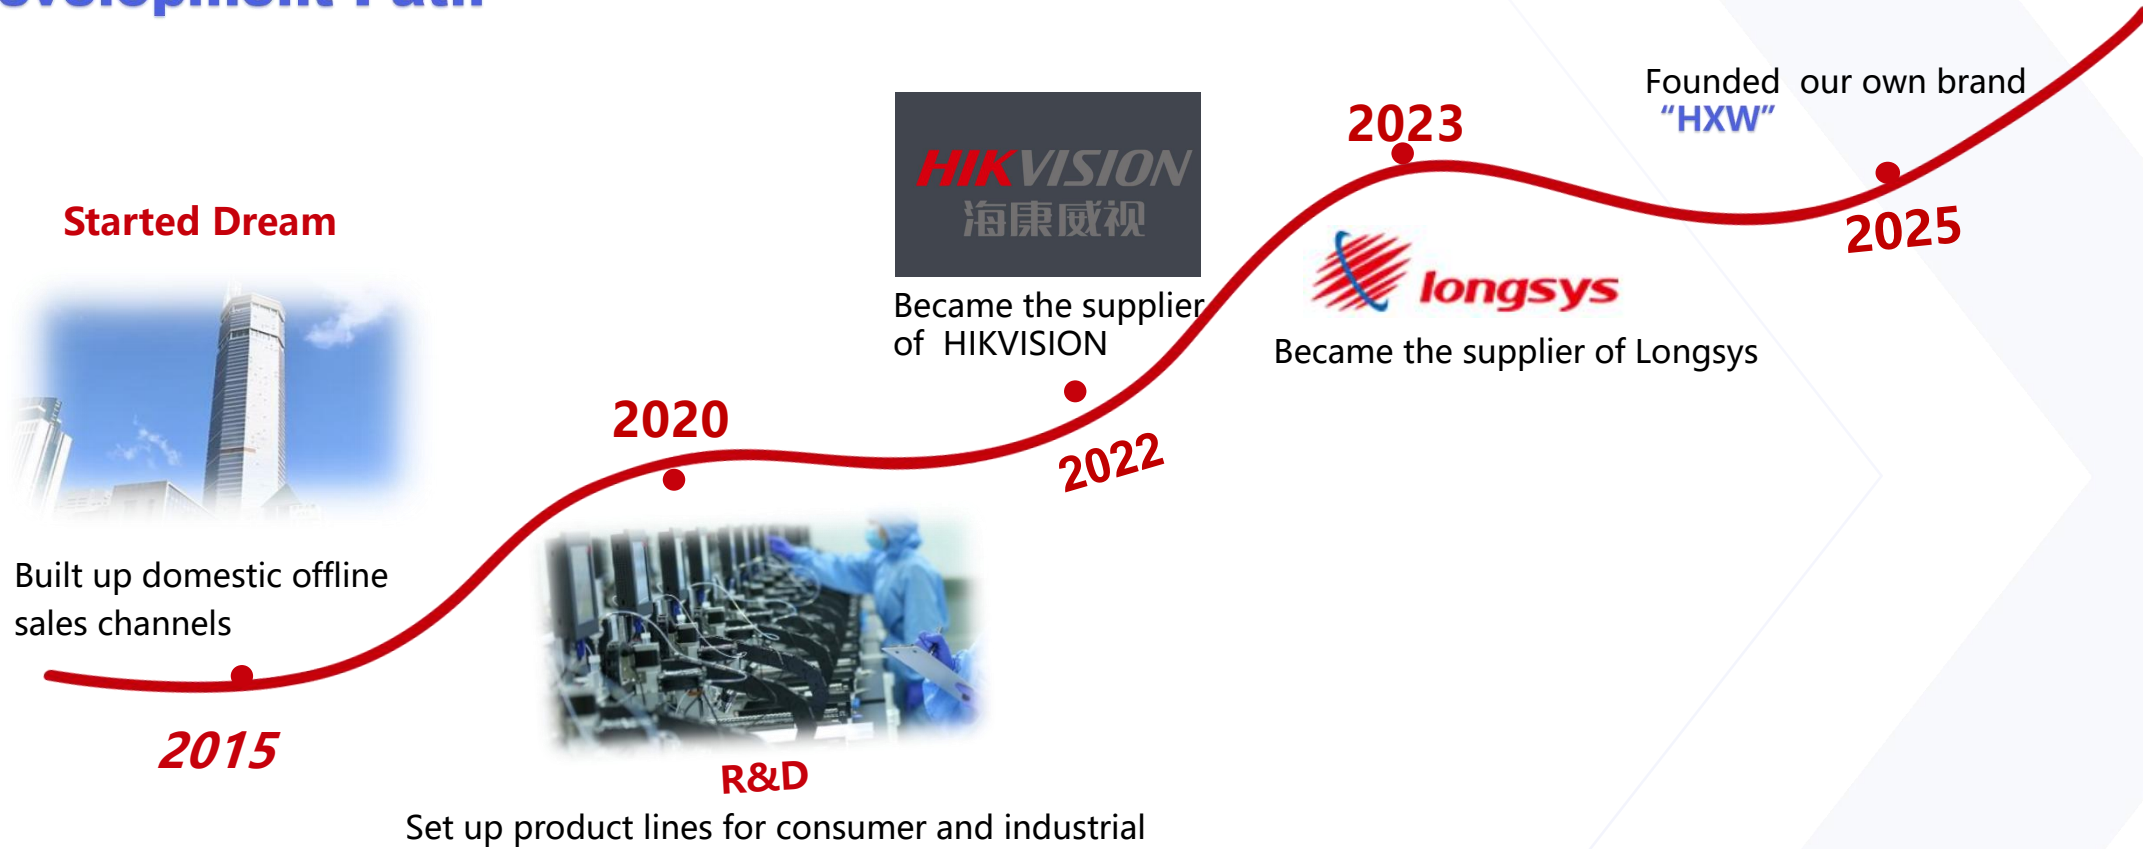 Development Path
Started Dream
Built up domestic offline
sales channels
2015
2020
R&D
Set up product lines for consumer and industrial
HIKVISION
海康威视
Became the supplier
of HIKVISION
2022
2023
longsys
Became the supplier of Longsys
Founded our own brand
“HXW”
2025